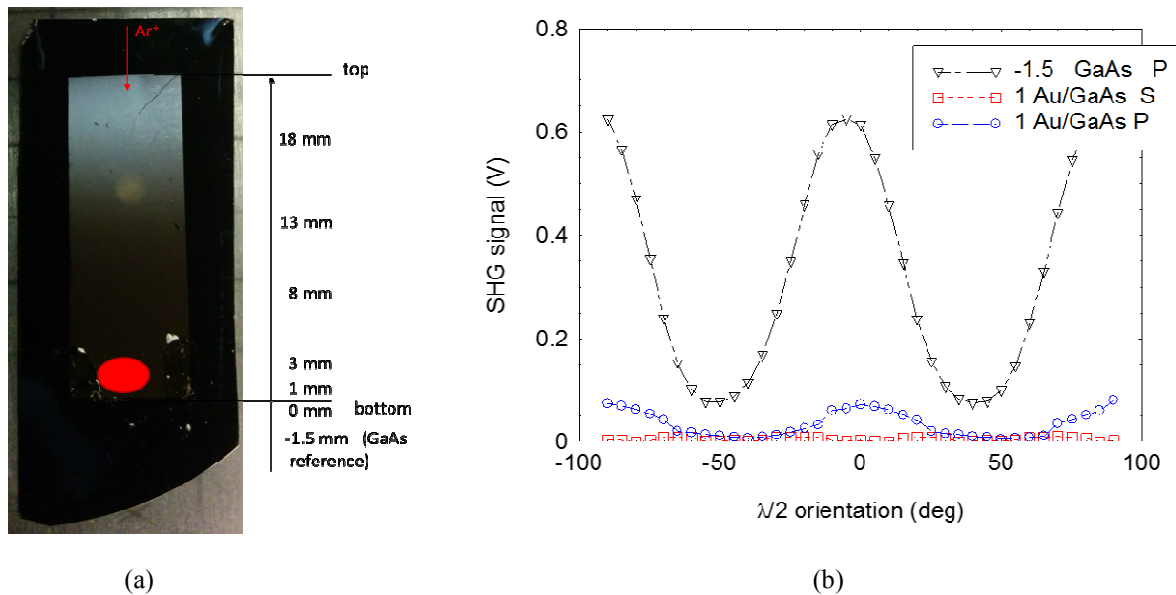 Ar⁺
top
18 mm
13 mm
8 mm
3 mm
1 mm
0 mm
bottom
-1.5 mm (GaAs
reference)
(a)
0.8
0.6
0.4
0.2
0
SHG signal (V)
-1.5 GaAs P
1 Au/GaAs S
1 Au/GaAs P
-100
-50
0
50
100
λ/2 orientation (deg)
(b)